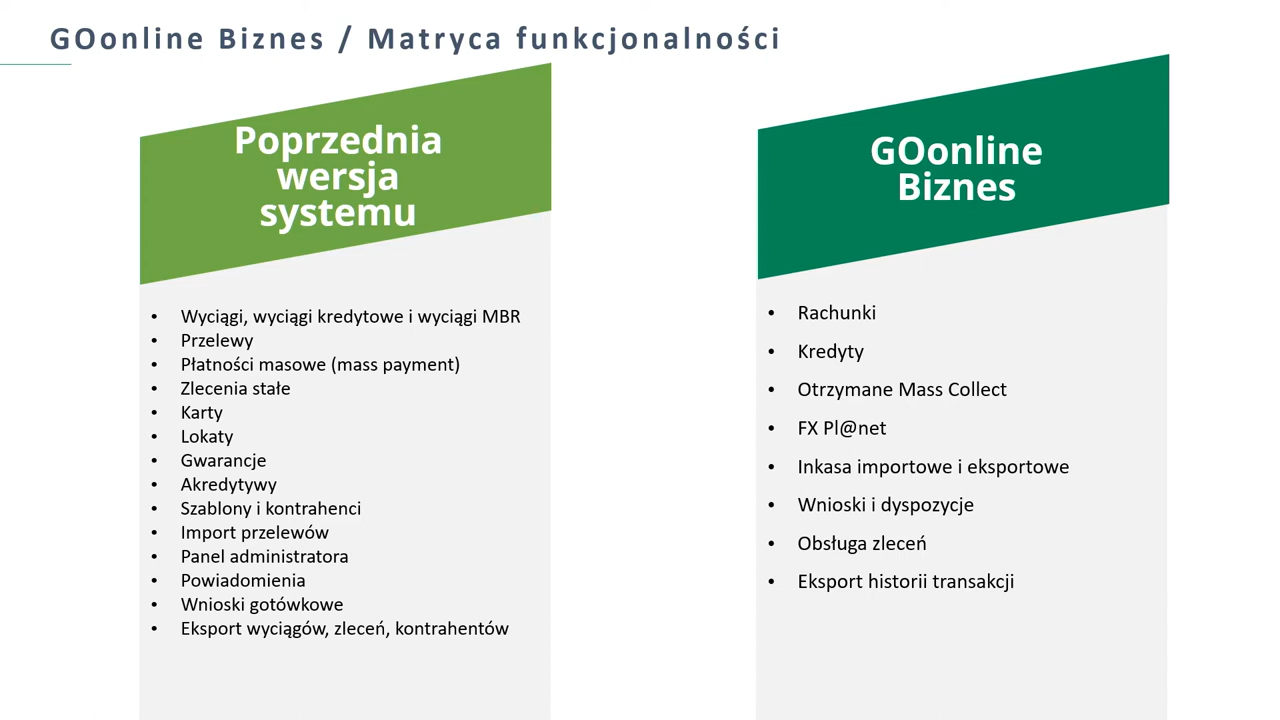 GOonline Biznes / Matryca funkcjonalności
Poprzednia
wersja
systemu
• Wyciągi, wyciągi kredytowe i wyciągi MBR
• Przelewy
• Płatności masowe (mass payment)
• Zlecenia stałe
• Karty
• Lokaty
• Gwarancje
• Akredytywy
• Szablony i kontrahenci
• Import przelewów
• Panel administratora
• Powiadomienia
• Wnioski gotówkowe
• Eksport wyciągów, zleceń, kontrahentów
GOonline
Biznes
• Rachunki
• Kredyty
• Otrzymane Mass Collect
• FX Pl@net
• Inkasa importowe i eksportowe
• Wnioski i dyspozycje
• Obsługa zleceń
• Eksport historii transakcji